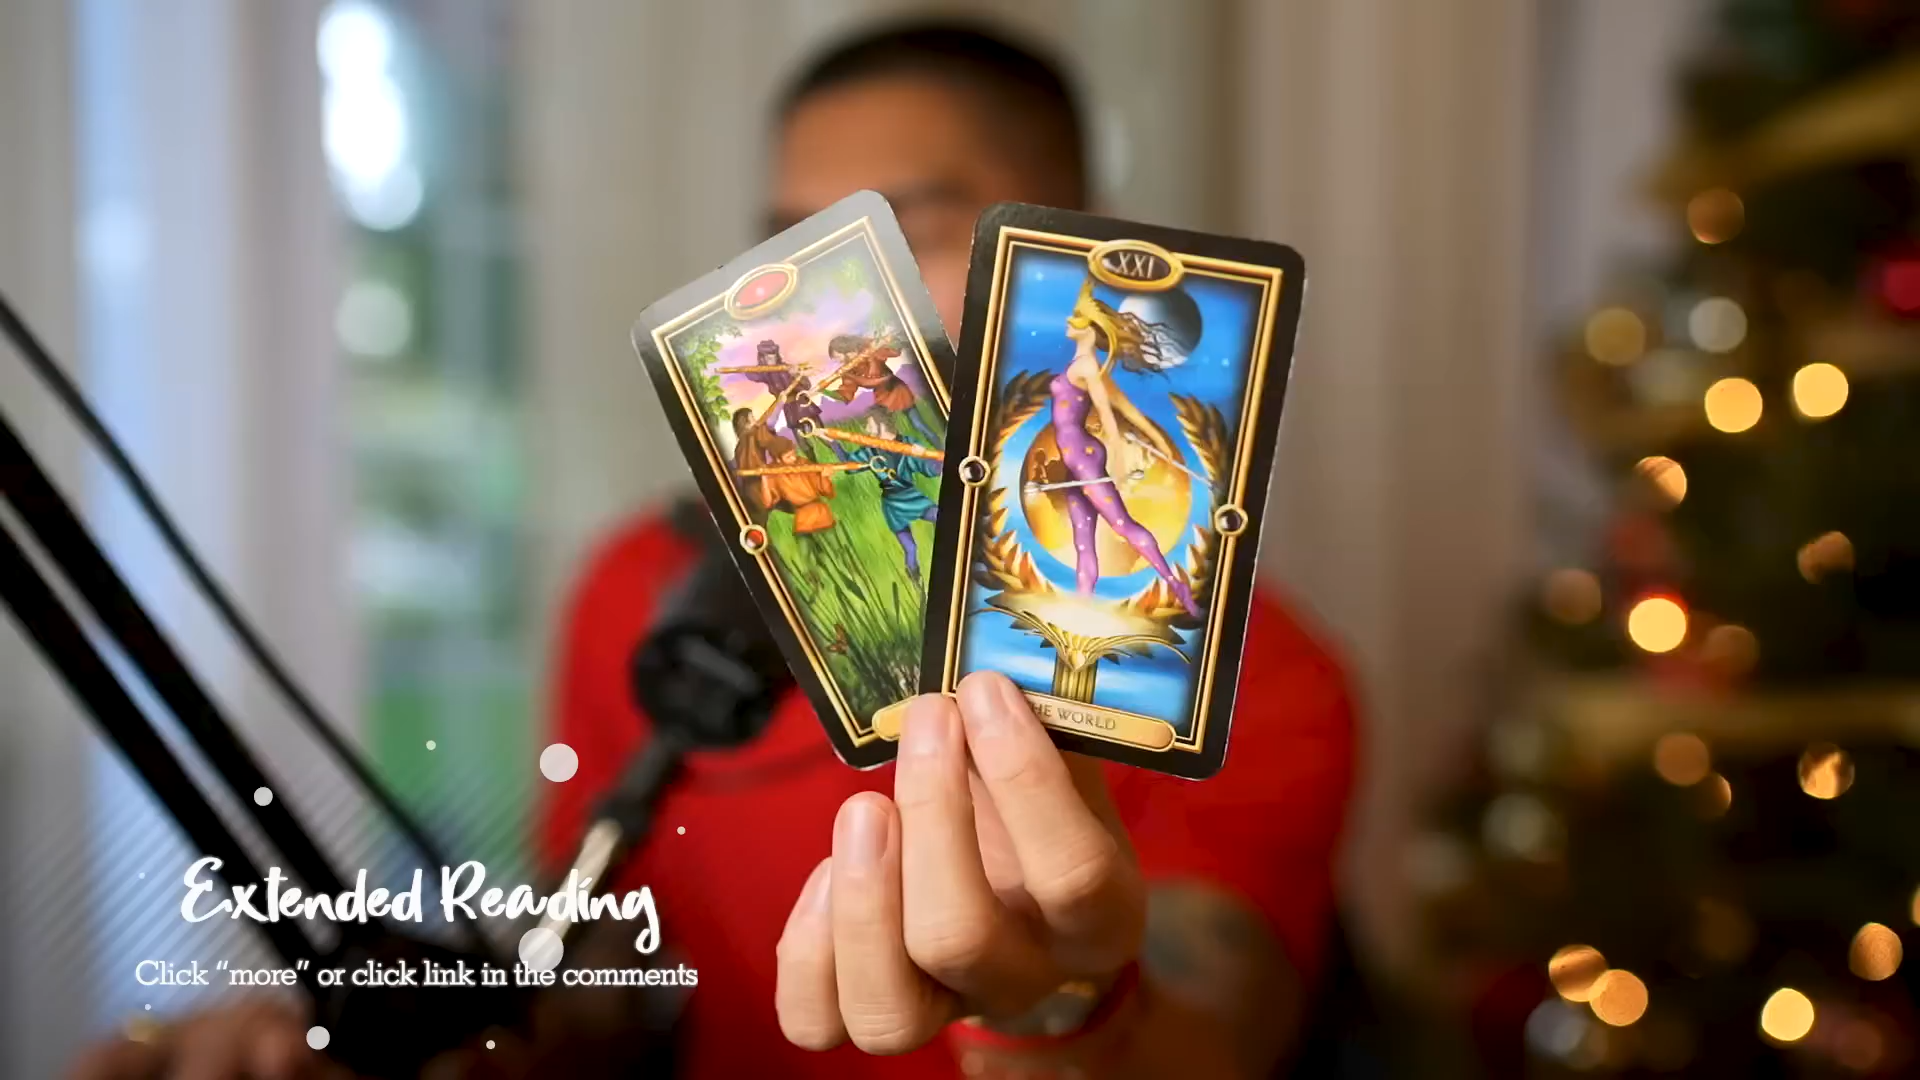 XXI
THE WORLD
Extended Reading
Click “more” or click link in the comments